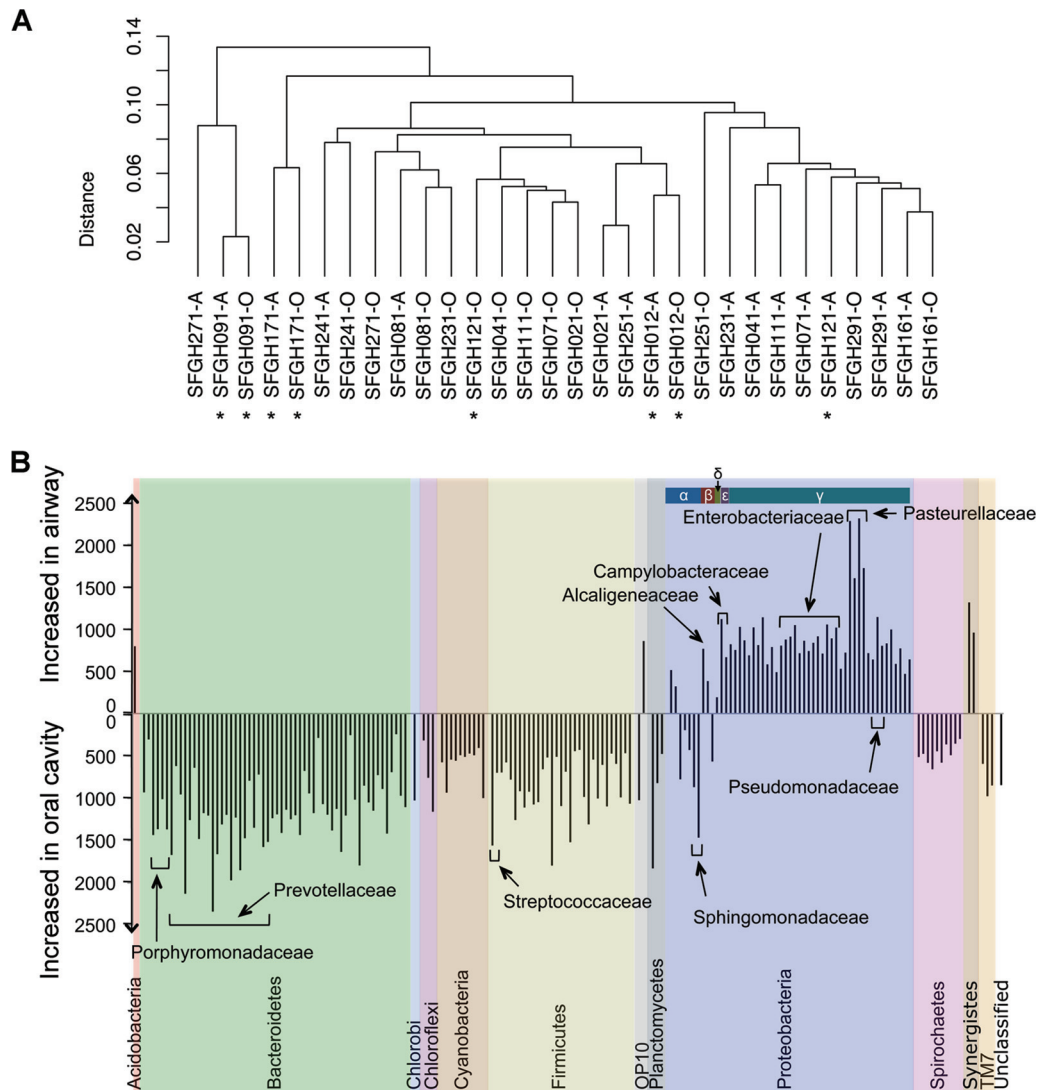 A
Distance
0.14
0.10
0.06
0.02
SFGH271-A
SFGH091-A
SFGH091-O
SFGH171-A
SFGH171-O
SFGH241-A
SFGH241-O
SFGH271-O
SFGH081-A
SFGH081-O
SFGH231-O
SFGH121-O
SFGH041-O
SFGH111-O
SFGH071-O
SFGH021-O
SFGH021-A
SFGH251-A
SFGH012-A
SFGH012-O
SFGH251-O
SFGH231-A
SFGH041-A
SFGH111-A
SFGH071-A
SFGH121-A
SFGH291-O
SFGH291-A
SFGH161-A
SFGH161-O
* * * * * * * *
B
Increased in airway
2500
2000
1500
1000
500
0
Increased in oral cavity
0
500
1000
1500
2000
2500
δ
α β ε γ
Enterobacteriaceae
Pasteurellaceae
Campylobacteraceae
Alcaligeneaceae
Pseudomonadaceae
Prevotellaceae
Streptococcaceae
Sphingomonadaceae
Porphyromonadaceae
Acidobacteria
Bacteroidetes
Chlorobi
Chloroflexi
Cyanobacteria
Firmicutes
OP10
Planctomycetes
Proteobacteria
Spirochaetes
Synergistes
TM7
Unclassified